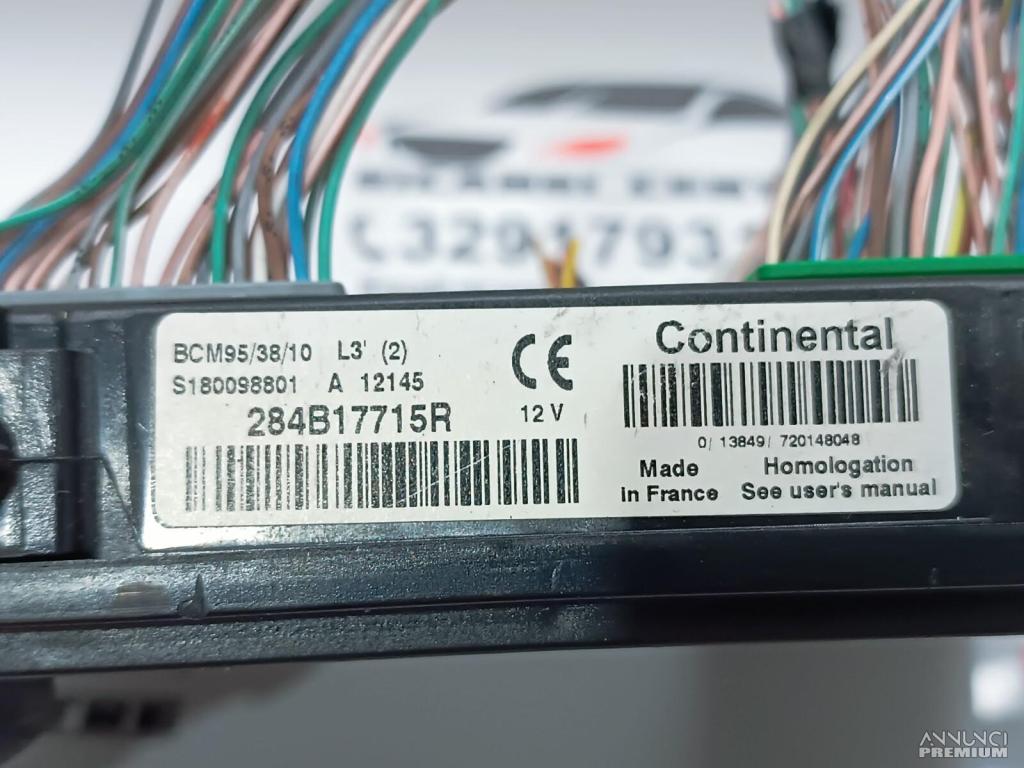 BCM95/38/10 L3' (2)
S180098801 A 12145
284B17715R
CE
12 V
Continental
0/ 13849/ 720148048
Made
in France
Homologation
See user's manual
ANNUNCI
PREMIUM